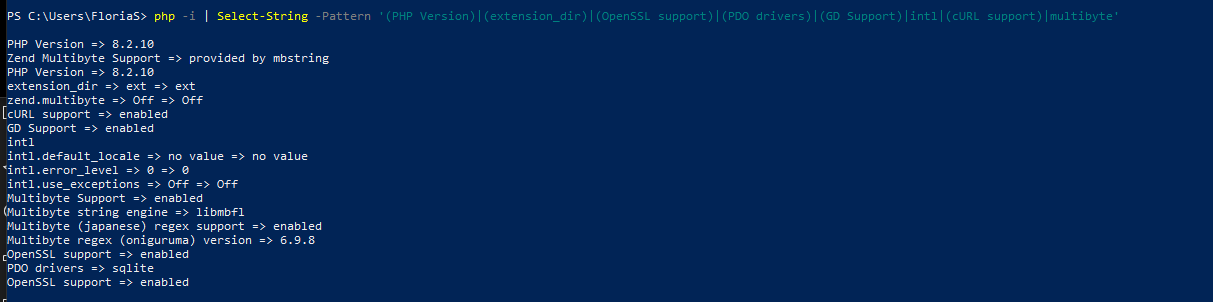 PS C:\Users\FloriaS> php -i | Select-String -Pattern '(PHP Version)|(extension_dir)|(OpenSSL support)|(PDO drivers)|(GD Support)|intl|(cURL support)|multibyte'
PHP Version => 8.2.10
Zend Multibyte Support => provided by mbstring
PHP Version => 8.2.10
extension_dir => ext => ext
zend.multibyte => Off => Off
cURL support => enabled
GD Support => enabled
intl
intl.default_locale => no value => no value
intl.error_level => 0 => 0
intl.use_exceptions => Off => Off
Multibyte Support => enabled
Multibyte string engine => libmbfl
Multibyte (japanese) regex support => enabled
Multibyte regex (oniguruma) version => 6.9.8
OpenSSL support => enabled
PDO drivers => sqlite
OpenSSL support => enabled